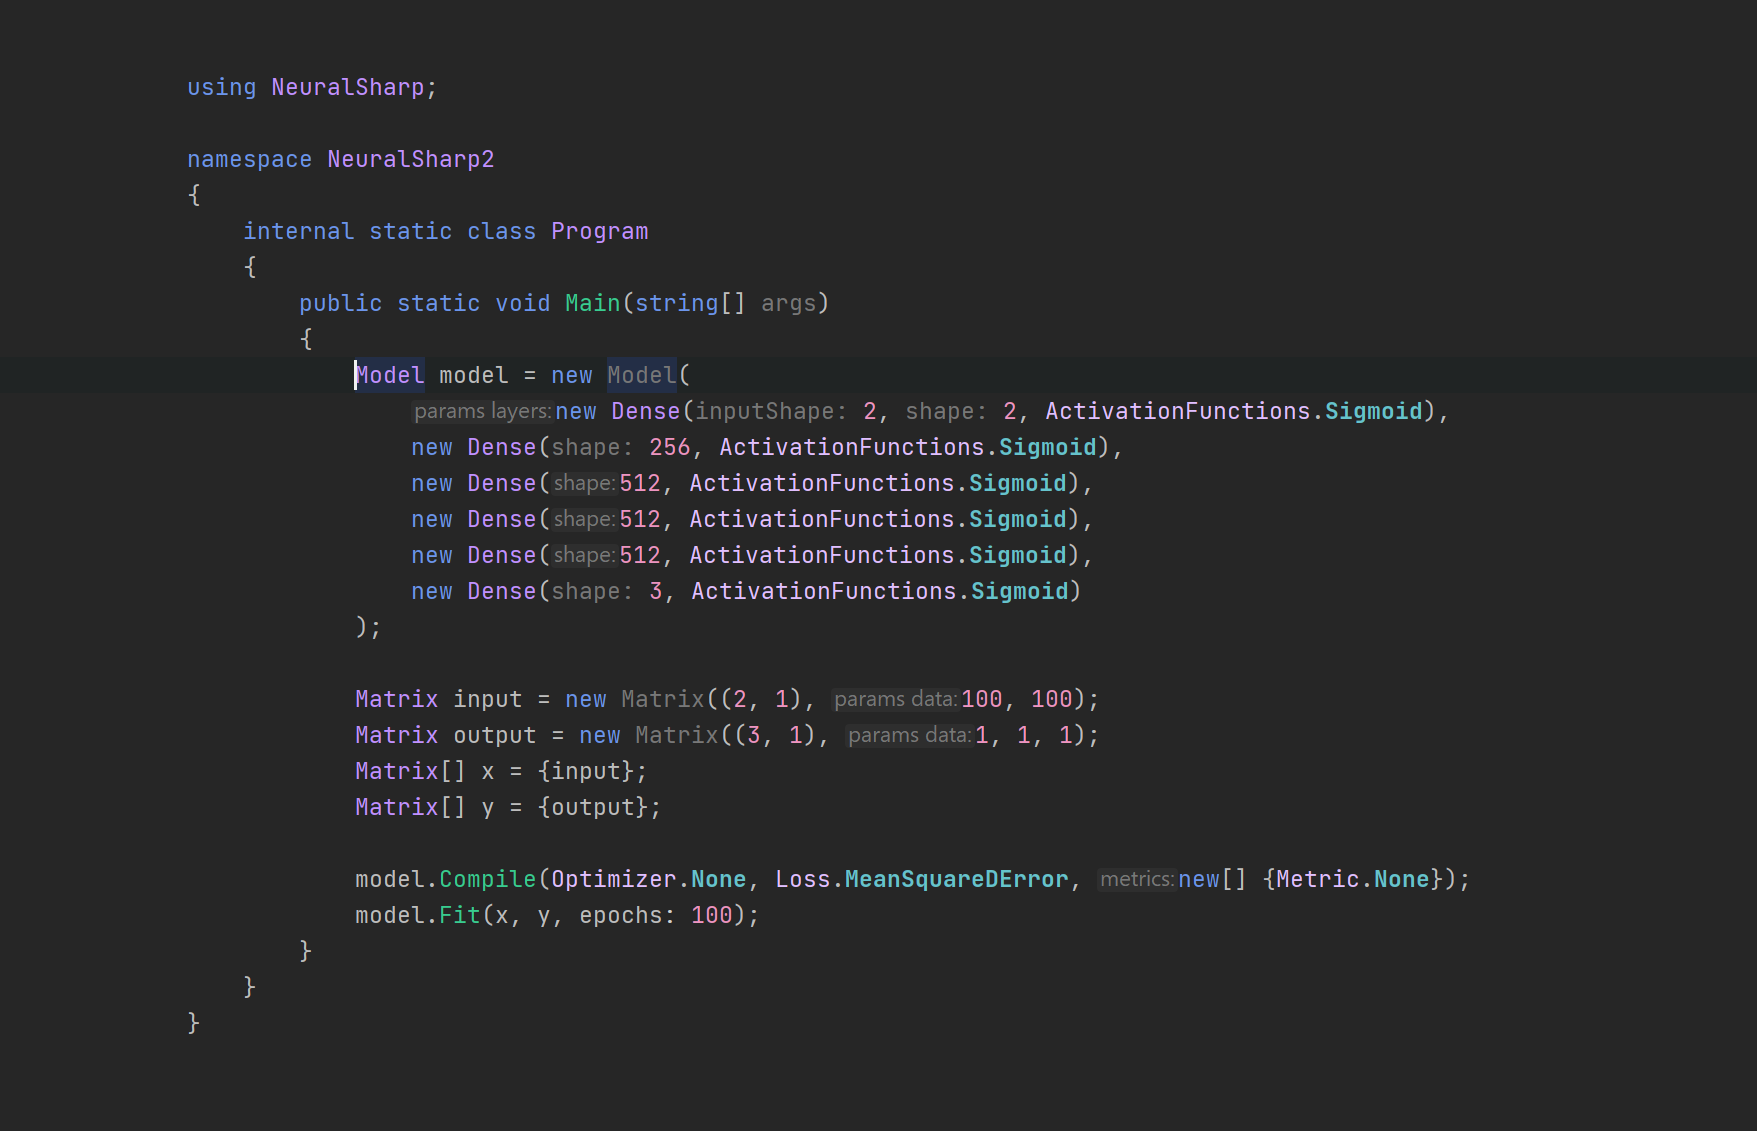 using NeuralSharp;
namespace NeuralSharp2
{
internal static class Program
{
public static void Main(string[] args)
{
Model model = new Model(
params layers: new Dense(inputShape: 2, shape: 2, ActivationFunctions.Sigmoid),
new Dense(shape: 256, ActivationFunctions.Sigmoid),
new Dense(shape: 512, ActivationFunctions.Sigmoid),
new Dense(shape: 512, ActivationFunctions.Sigmoid),
new Dense(shape: 512, ActivationFunctions.Sigmoid),
new Dense(shape: 3, ActivationFunctions.Sigmoid)
);
Matrix input = new Matrix((2, 1), params data: 100, 100);
Matrix output = new Matrix((3, 1), params data: 1, 1, 1);
Matrix[] x = {input};
Matrix[] y = {output};
model.Compile(Optimizer.None, Loss.MeanSquareDError, metrics: new[] {Metric.None});
model.Fit(x, y, epochs: 100);
}
}
}